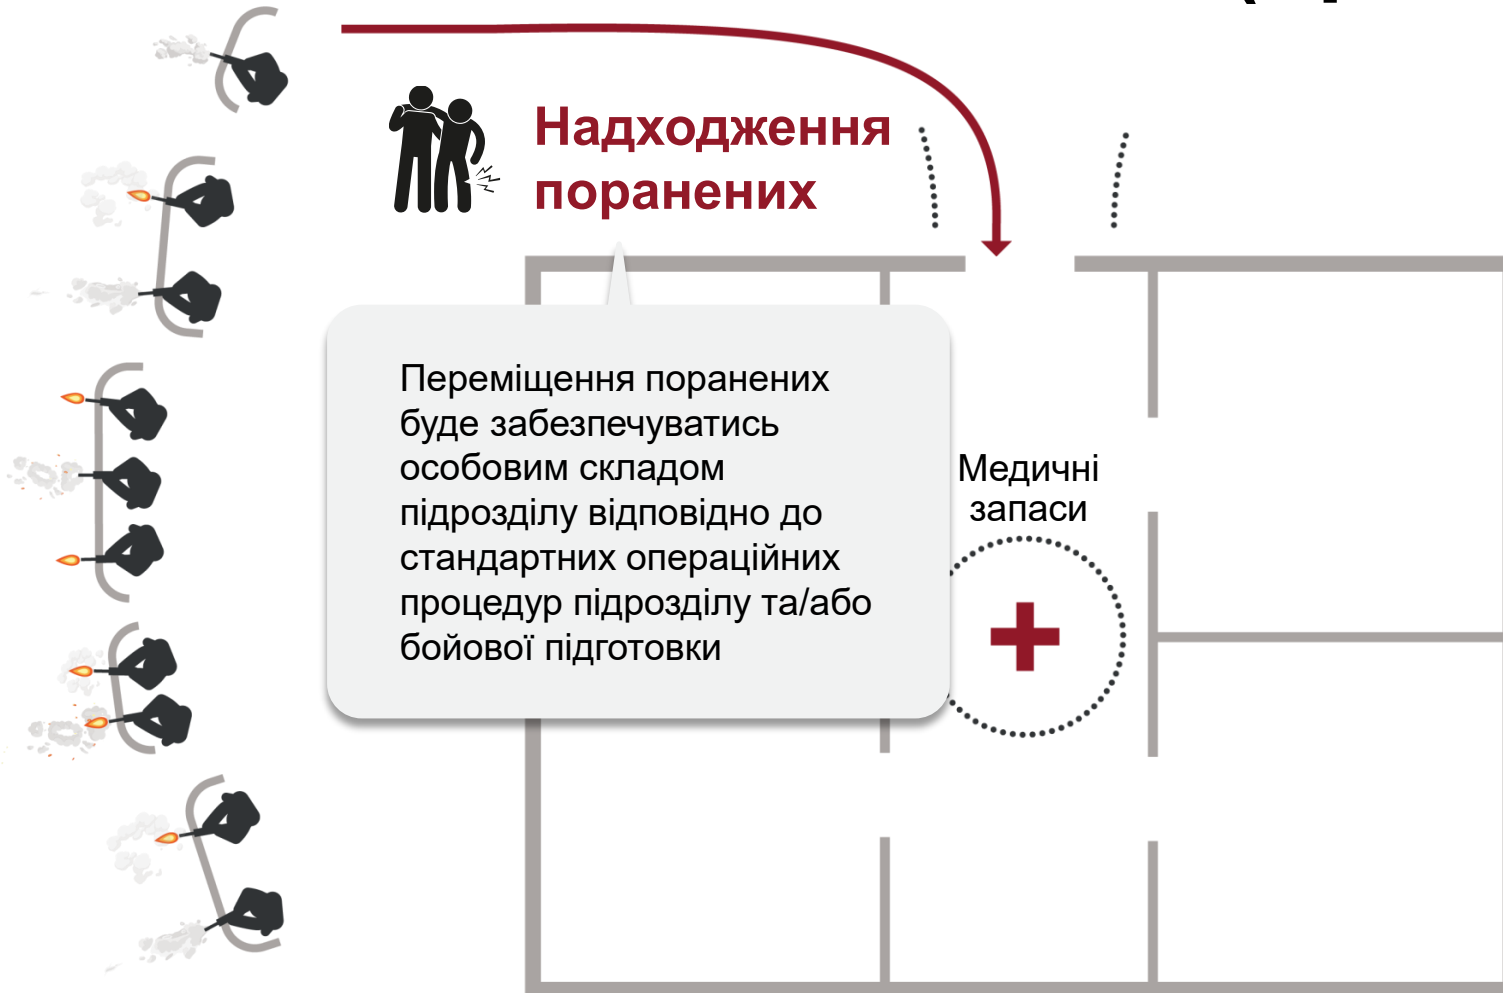 Надходження
поранених
Переміщення поранених
буде забезпечуватись
особовим складом
підрозділу відповідно до
стандартних операційних
процедур підрозділу та/або
бойової підготовки
Медичні
запаси